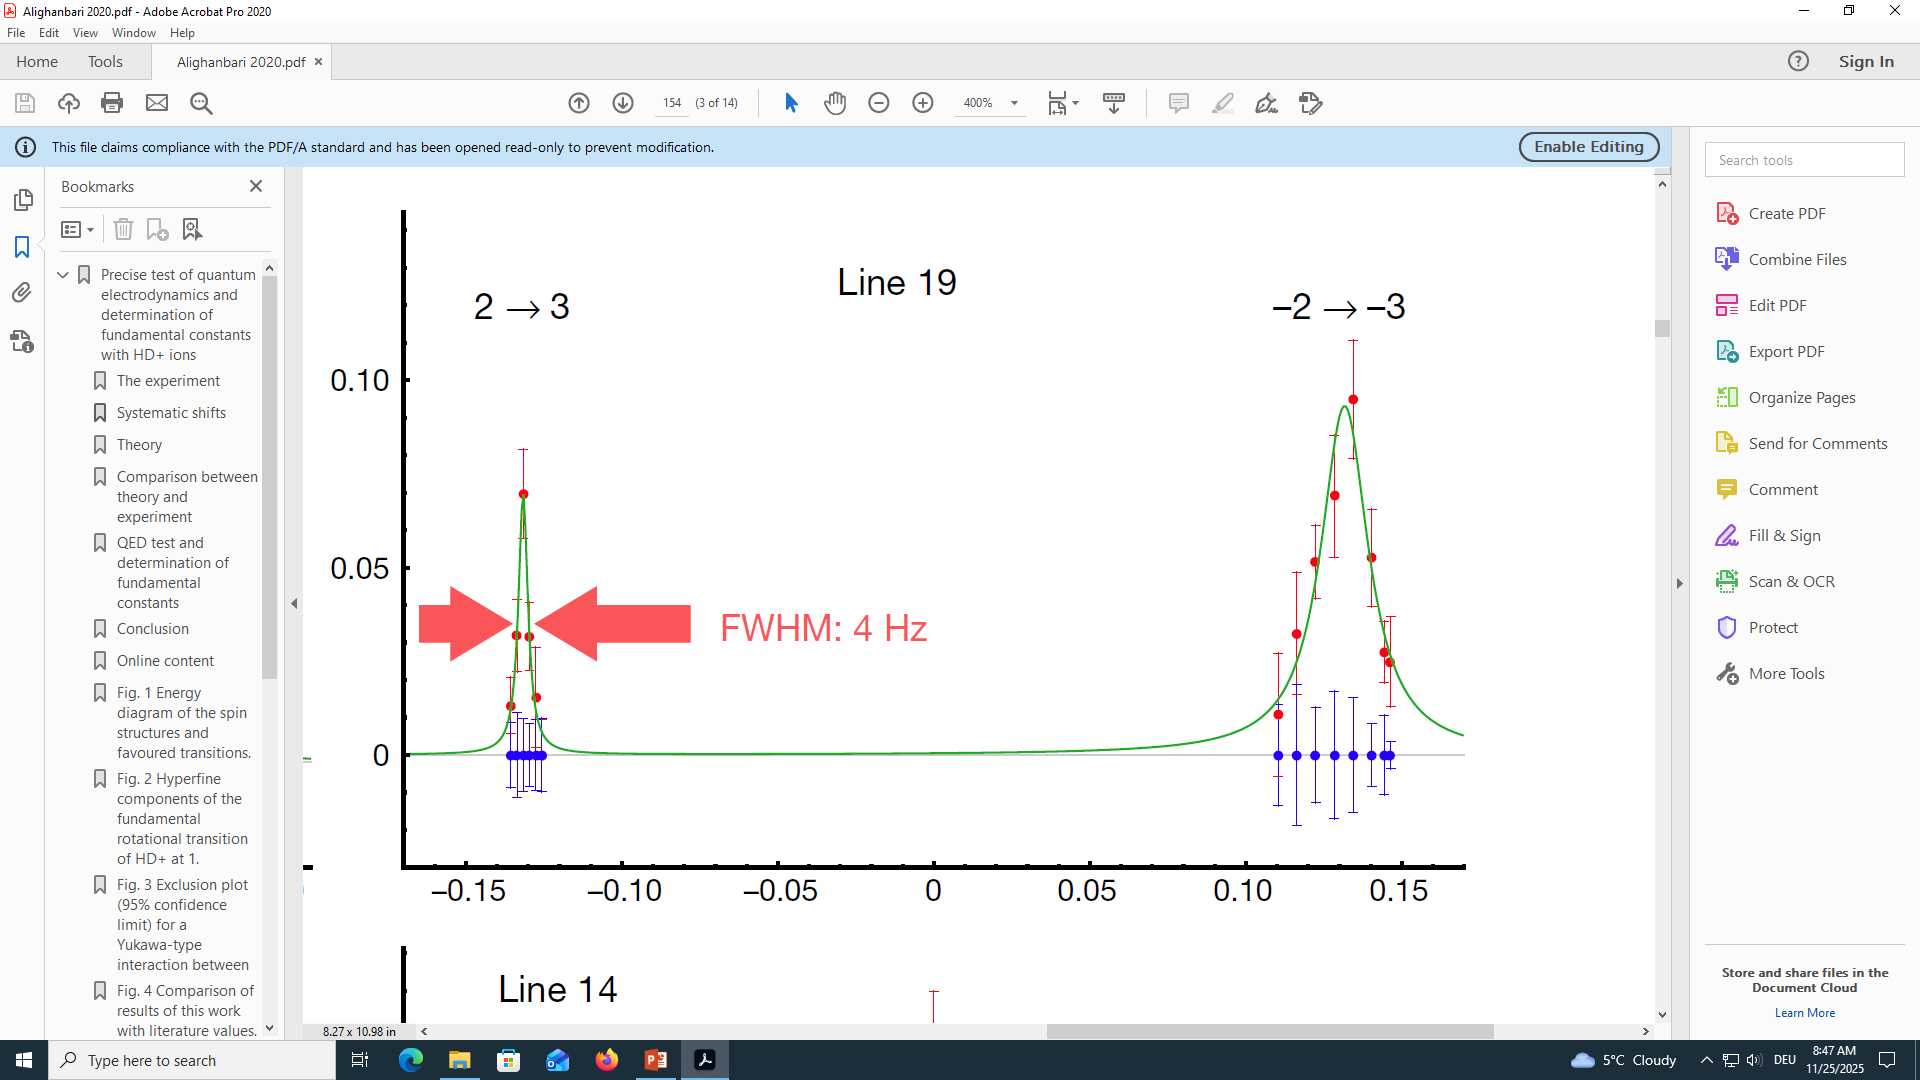 Alighanbari 2020.pdf - Adobe Acrobat Pro 2020
File Edit View Window Help
Home Tools Alighanbari 2020.pdf × Sign In
154 (3 of 14) 400%
This file claims compliance with the PDF/A standard and has been opened read-only to prevent modification. Enable Editing
Bookmarks
Precise test of quantum
electrodynamics and
determination of
fundamental constants
with HD+ ions
The experiment
Systematic shifts
Theory
Comparison between
theory and
experiment
QED test and
determination of
fundamental
constants
Conclusion
Online content
Fig. 1 Energy
diagram of the spin
structures and
favoured transitions.
Fig. 2 Hyperfine
components of the
fundamental
rotational transition
of HD+ at 1.
Fig. 3 Exclusion plot
(95% confidence
limit) for a
Yukawa-type
interaction between
Fig. 4 Comparison of
results of this work
with literature values.
Line 19
2 → 3
−2 → −3
0.10
0.05
0
FWHM: 4 Hz
−0.15 −0.10 −0.05 0 0.05 0.10 0.15
Line 14
8.27 x 10.98 in
Search tools
Create PDF
Combine Files
Edit PDF
Export PDF
Organize Pages
Send for Comments
Comment
Fill & Sign
Scan & OCR
Protect
More Tools
Store and share files in the
Document Cloud
Learn More
Type here to search
5°C Cloudy
DEU
8:47 AM
11/25/2025